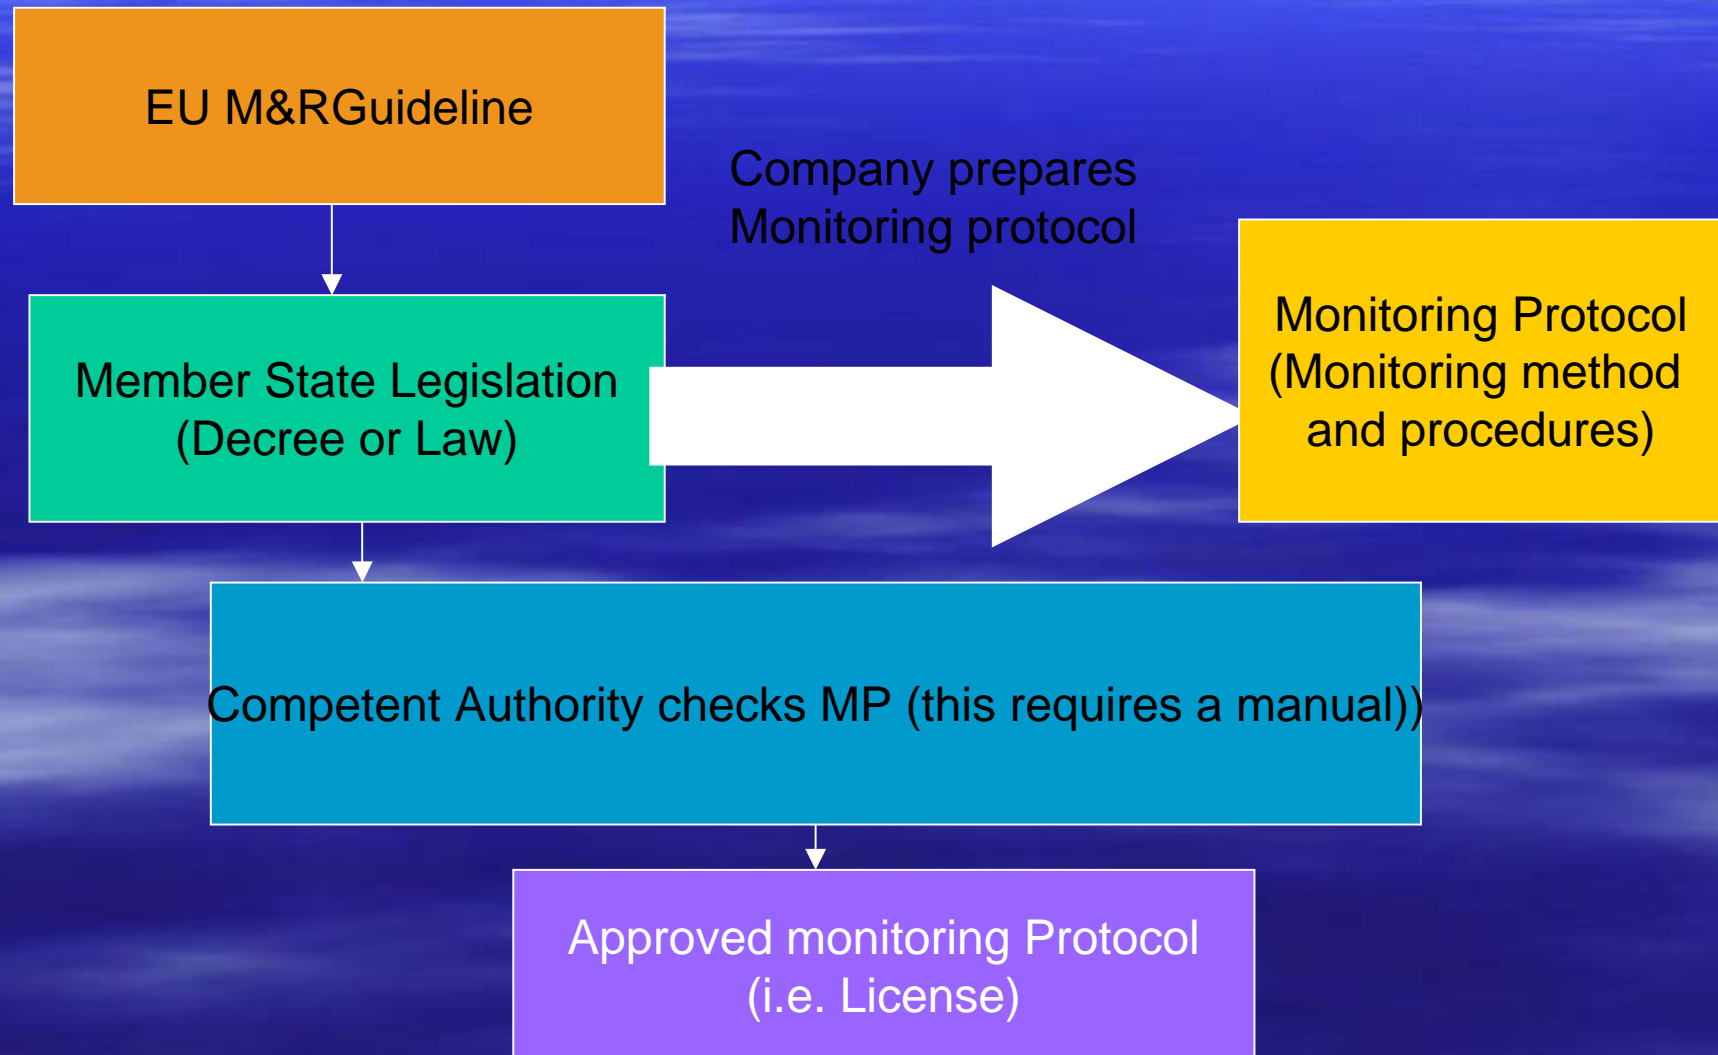 EU M&RGuideline
Company prepares
Monitoring protocol
Member State Legislation
(Decree or Law)
Monitoring Protocol
(Monitoring method
and procedures)
Competent Authority checks MP (this requires a manual))
Approved monitoring Protocol
(i.e. License)